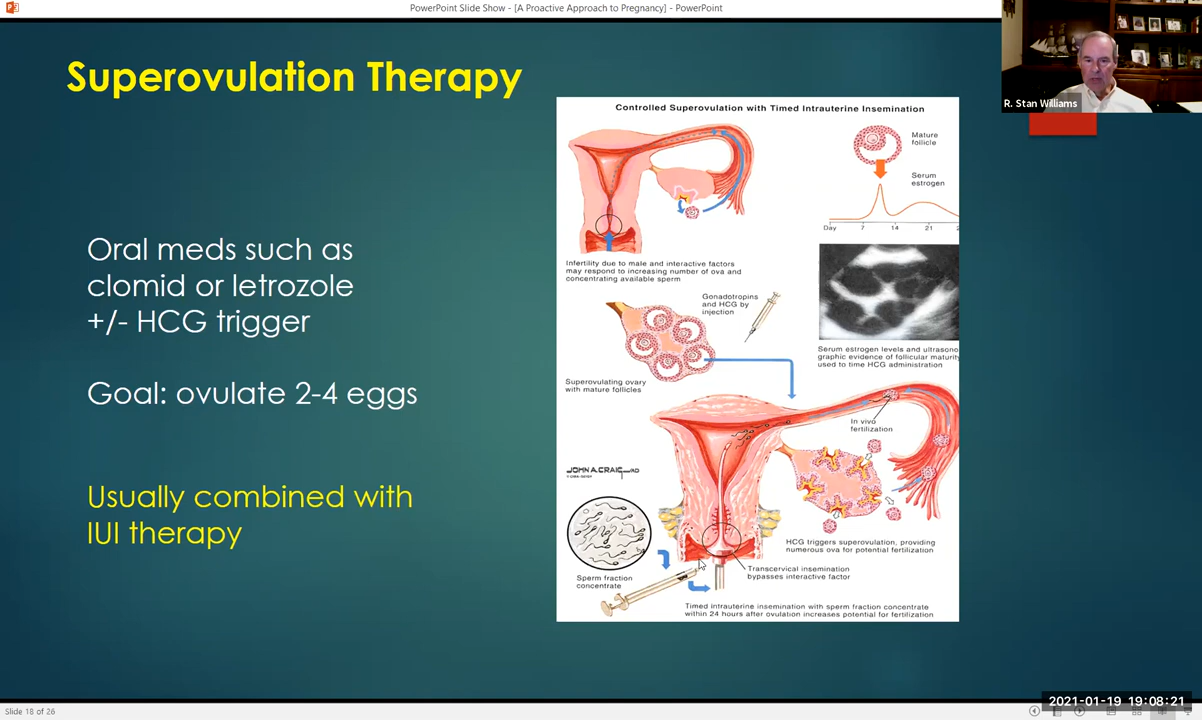 PowerPoint Slide Show - [A Proactive Approach to Pregnancy] - PowerPoint
R. Stan Williams
Superovulation Therapy
Oral meds such as
clomid or letrozole
+/- HCG trigger
Goal: ovulate 2-4 eggs
Usually combined with
IUI therapy
Controlled Superovulation with Timed Intrauterine Insemination
Mature
follicle
Serum
estrogen
Day
7
14
21
Infertility due to male and interactive factors
may respond to increasing number of ova and
concentrating available sperm
Gonadotropins
and HCG by
injection
Serum estrogen levels and ultrasono
graphic evidence of follicular maturity
used to time HCG administration
Superovulating ovary
with mature follicles
In vivo
fertilization
JOHN A. CRAIG
HCG triggers superovulation, providing
numerous ova for potential fertilization
Sperm fraction
concentrate
Transcervical insemination
bypasses interactive factor
Timed intrauterine insemination with sperm fraction concentrate
within 24 hours after ovulation increases potential for fertilization
2021-01-19 19:08:21
Slide 18 of 26